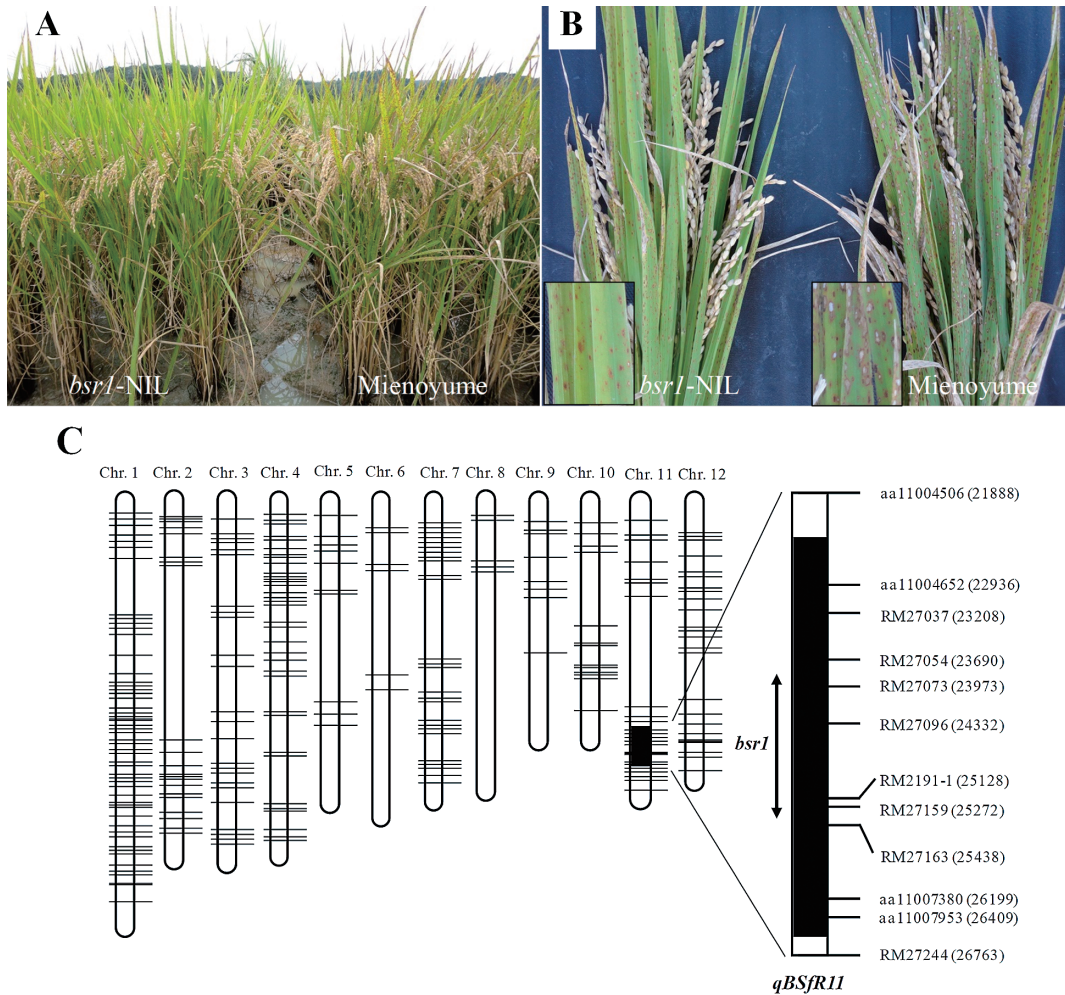 A
bsr1-NIL
Mienoyume
B
bsr1-NIL
Mienoyume
C
Chr. 1
Chr. 2
Chr. 3
Chr. 4
Chr. 5
Chr. 6
Chr. 7
Chr. 8
Chr. 9
Chr. 10
Chr. 11
Chr. 12
aa11004506 (21888)
aa11004652 (22936)
RM27037 (23208)
RM27054 (23690)
RM27073 (23973)
RM27096 (24332)
bsr1
RM2191-1 (25128)
RM27159 (25272)
RM27163 (25438)
aa11007380 (26199)
aa11007953 (26409)
RM27244 (26763)
qBSfR11